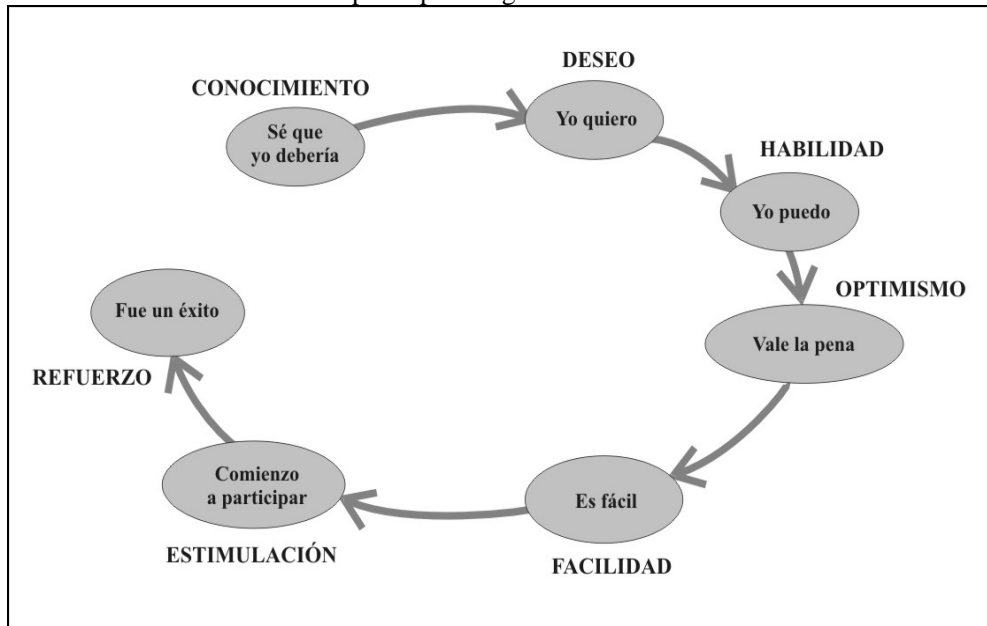 CONOCIMIENTO
Sé que
yo debería
DESEO
Yo quiero
HABILIDAD
Yo puedo
OPTIMISMO
Vale la pena
Es fácil
FACILIDAD
Comienzo
a participar
ESTIMULACIÓN
Fue un éxito
REFUERZO